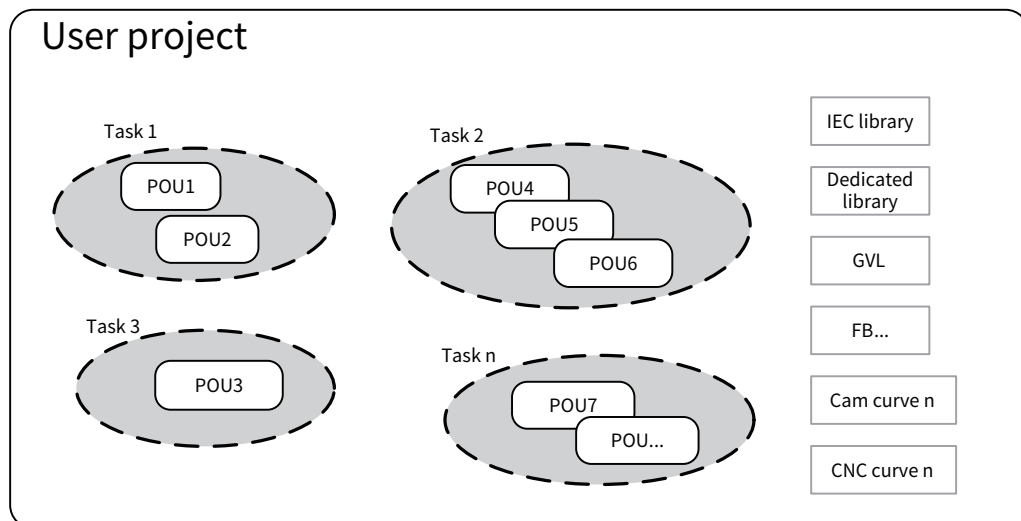 User project
Task 1
POU1
POU2
Task 2
POU4
POU5
POU6
Task 3
POU3
Task n
POU7
POU...
IEC library
Dedicated
library
GVL
FB...
Cam curve n
CNC curve n